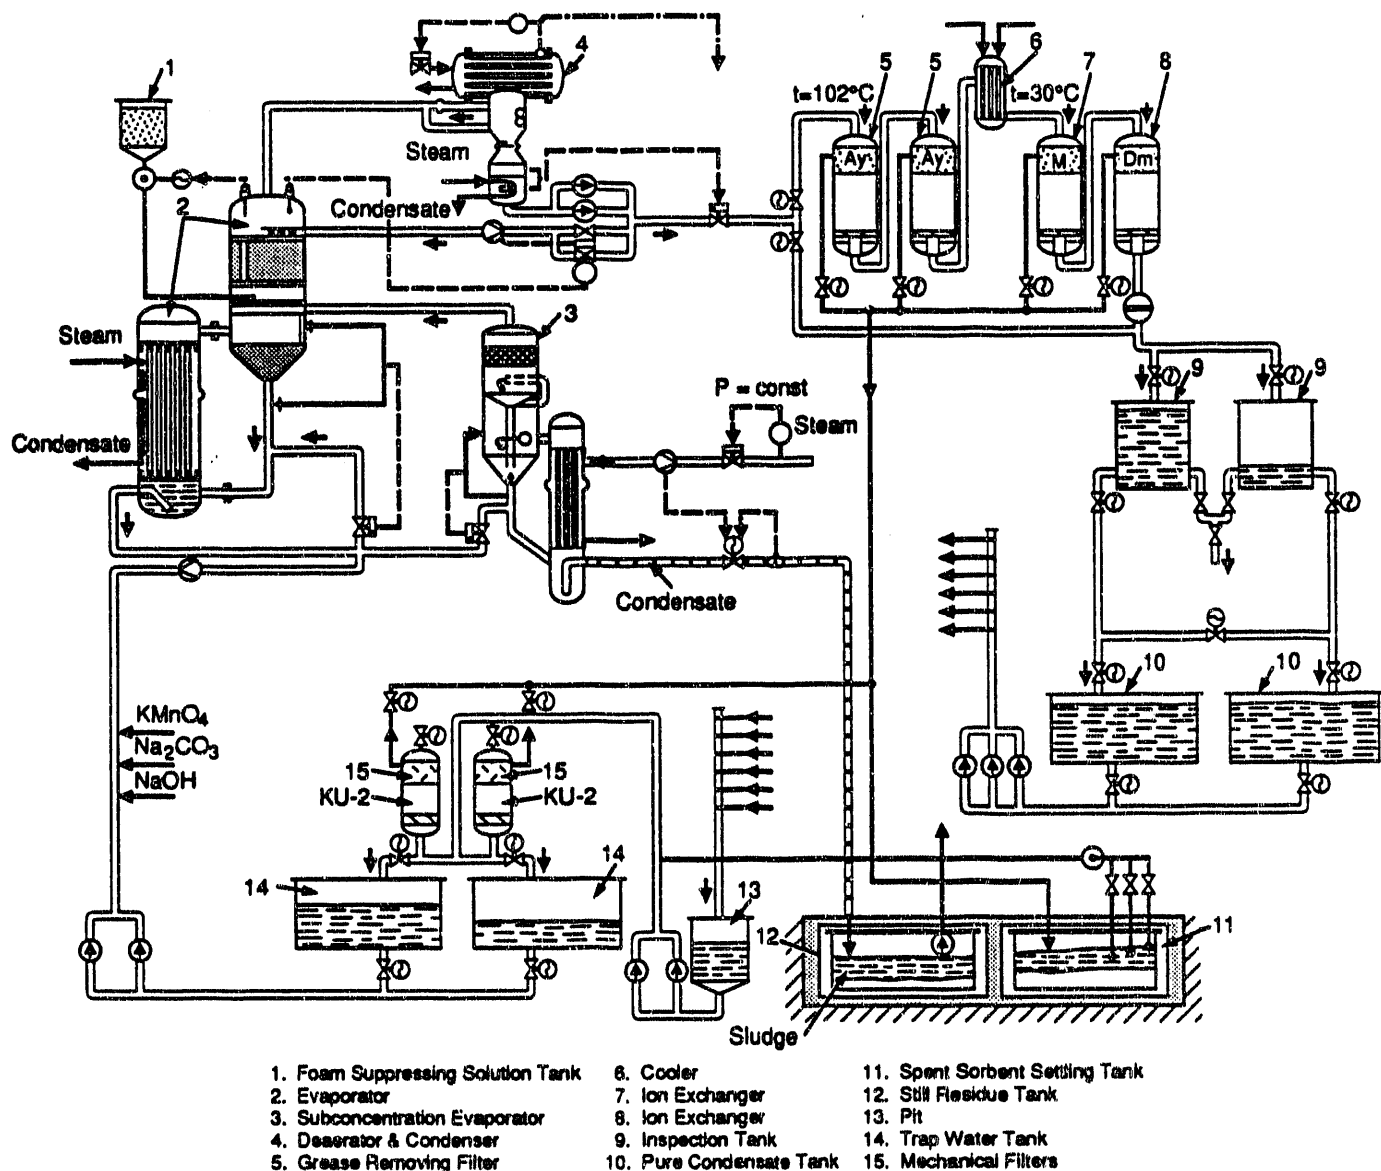 4
6
1
5
5
7
8
t=102°C
t=30°C
Steam
Ay
Ay
M
Dm
2
Condensate
3
Steam
9
9
P = const
Steam
Condensate
Condensate
10
10
KMnO4
Na2CO3
NaOH
15
15
KU-2
KU-2
14
14
13
12
11
Sludge
1. Foam Suppressing Solution Tank
2. Evaporator
3. Subconcentration Evaporator
4. Deaerator & Condenser
5. Grease Removing Filter
6. Cooler
7. Ion Exchanger
8. Ion Exchanger
9. Inspection Tank
10. Pure Condensate Tank
11. Spent Sorbent Settling Tank
12. Still Residue Tank
13. Pit
14. Trap Water Tank
15. Mechanical Filters